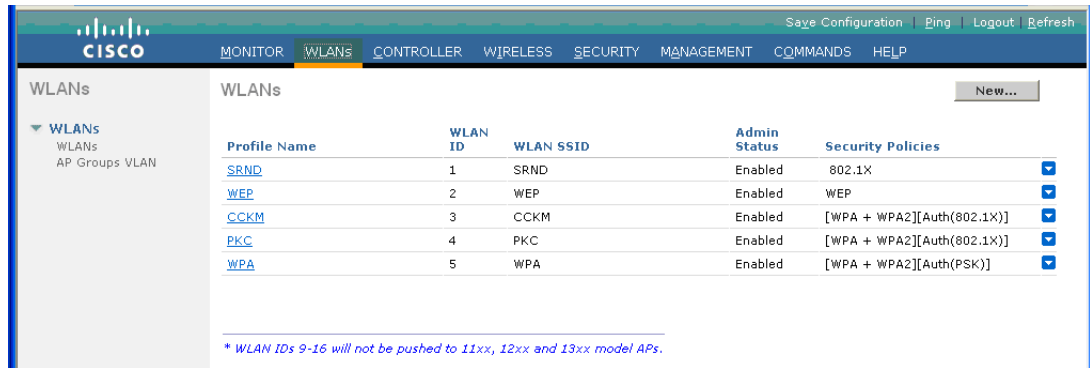 Save Configuration | Ping | Logout | Refresh
CISCO
MONITOR WLANs CONTROLLER WIRELESS SECURITY MANAGEMENT COMMANDS HELP
WLANs
WLANs
New...
WLANs
WLANs
AP Groups VLAN
Profile Name WLAN ID WLAN SSID Admin Status Security Policies
SRND 1 SRND Enabled 802.1X
WEP 2 WEP Enabled WEP
CCKM 3 CCKM Enabled [WPA + WPA2][Auth(802.1X)]
PKC 4 PKC Enabled [WPA + WPA2][Auth(802.1X)]
WPA 5 WPA Enabled [WPA + WPA2][Auth(PSK)]
* WLAN IDs 9-16 will not be pushed to 11xx, 12xx and 13xx model APs.